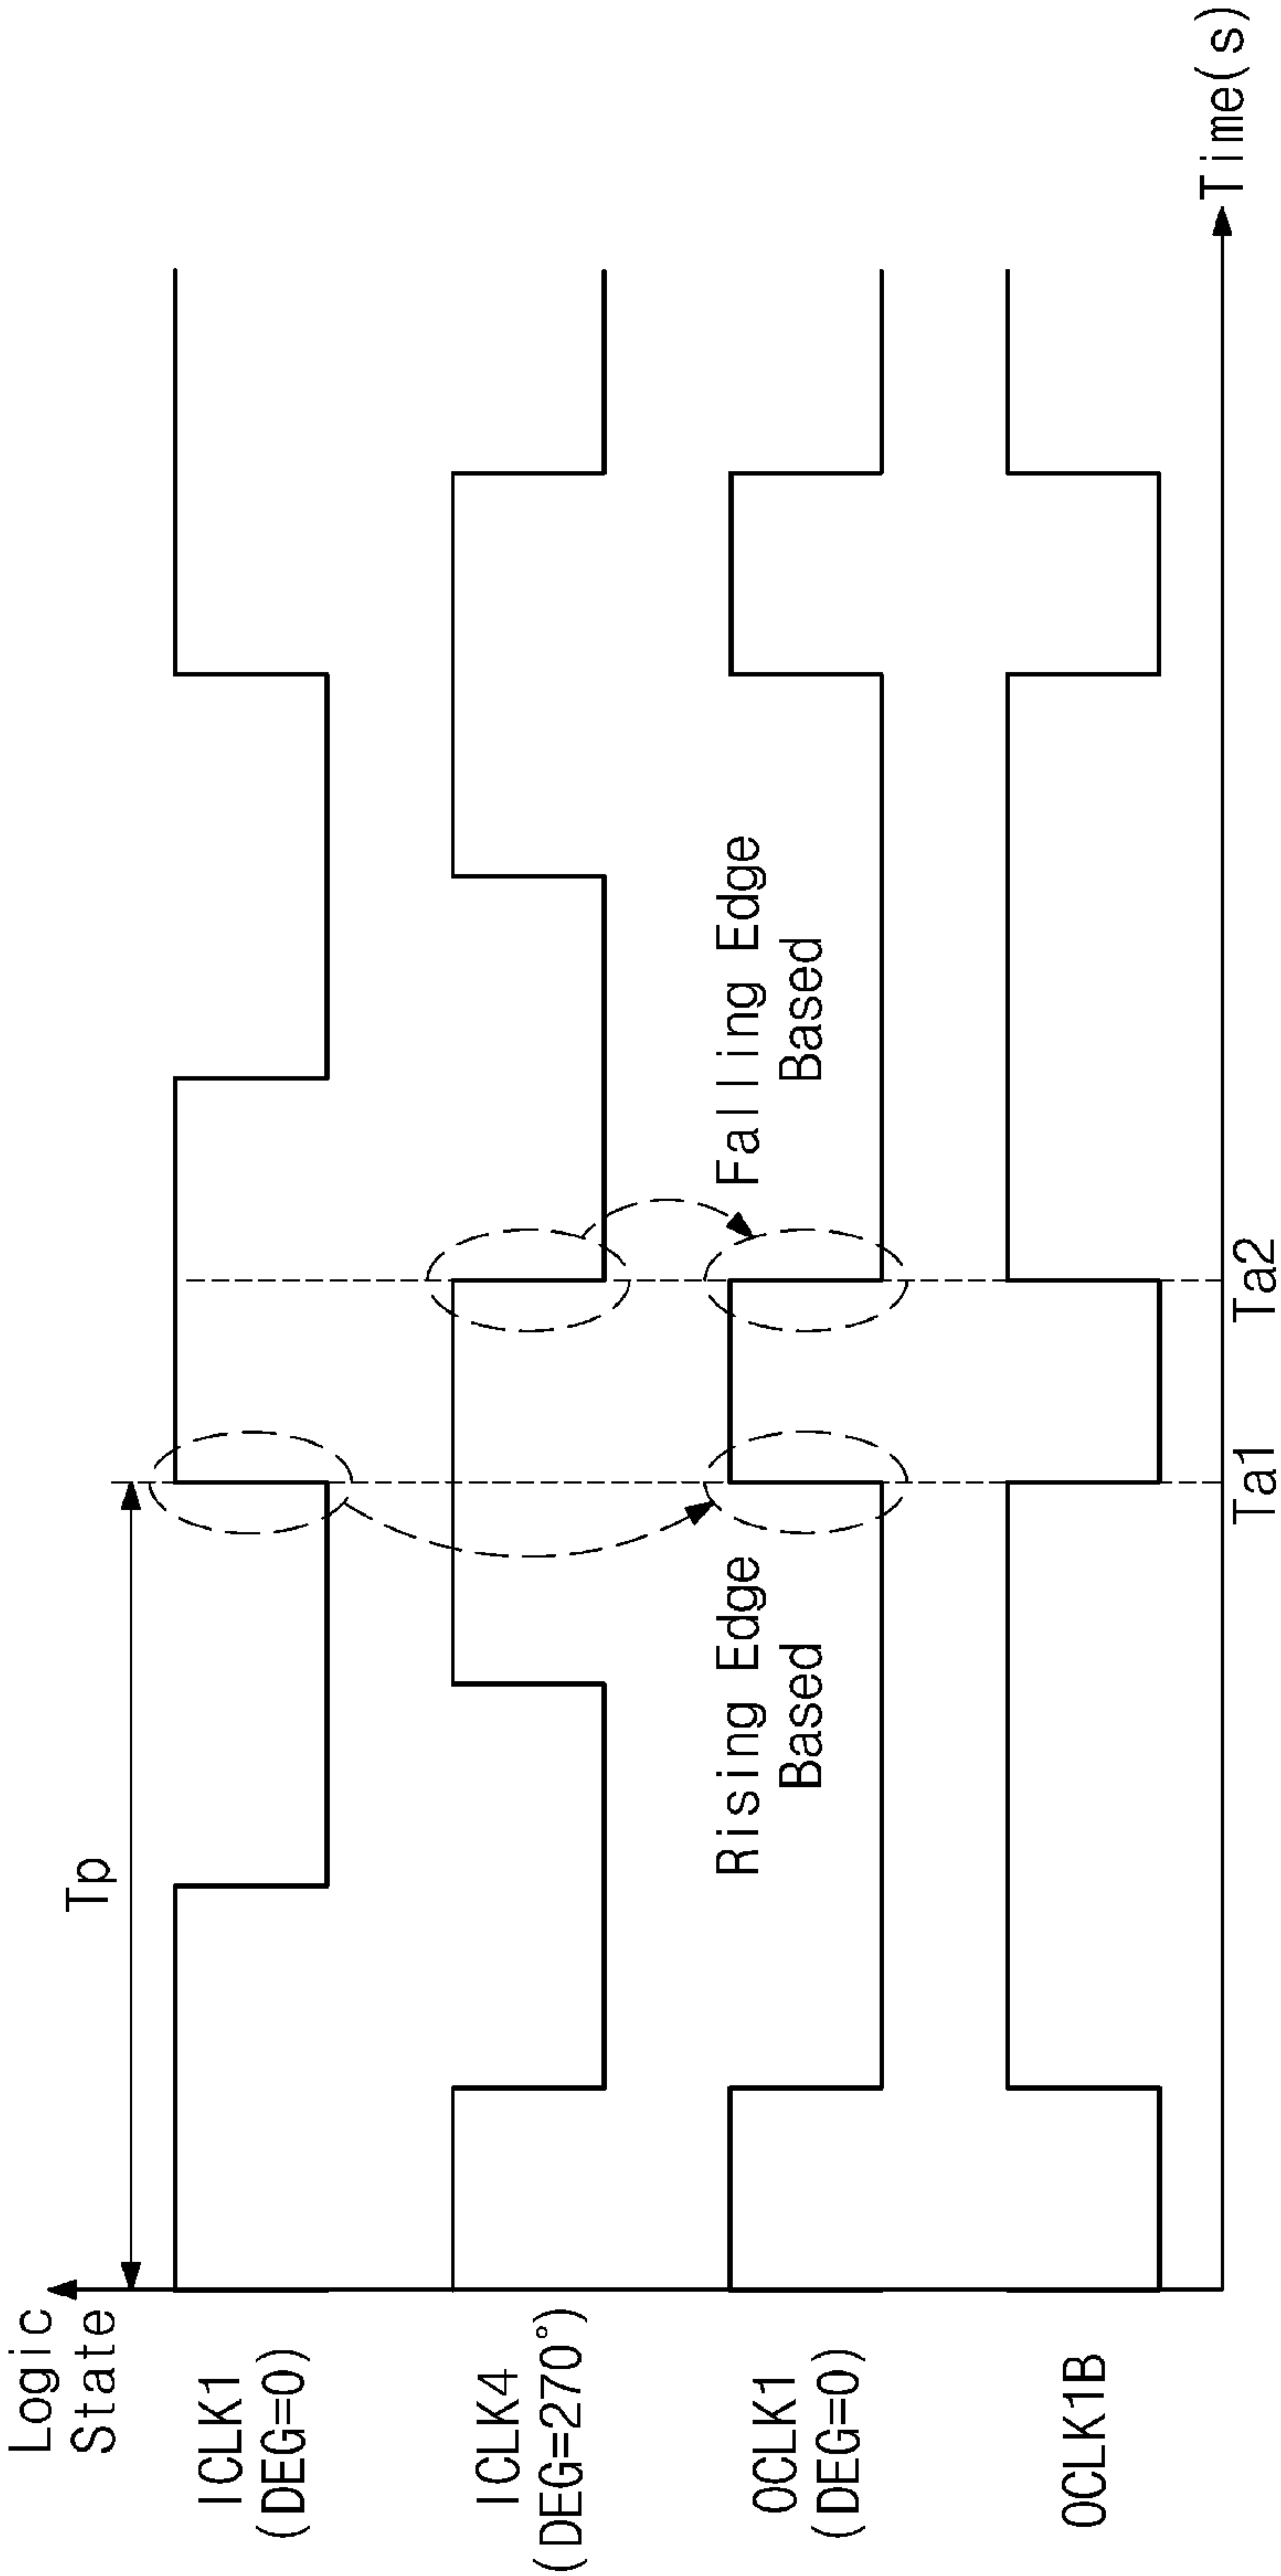 Logic
State
Tp
ICLK1
(DEG=0)
ICLK4
(DEG=270°)
Rising Edge
Based
Falling Edge
Based
OCLK1
(DEG=0)
OCLK1B
Ta1
Ta2
Time(s)